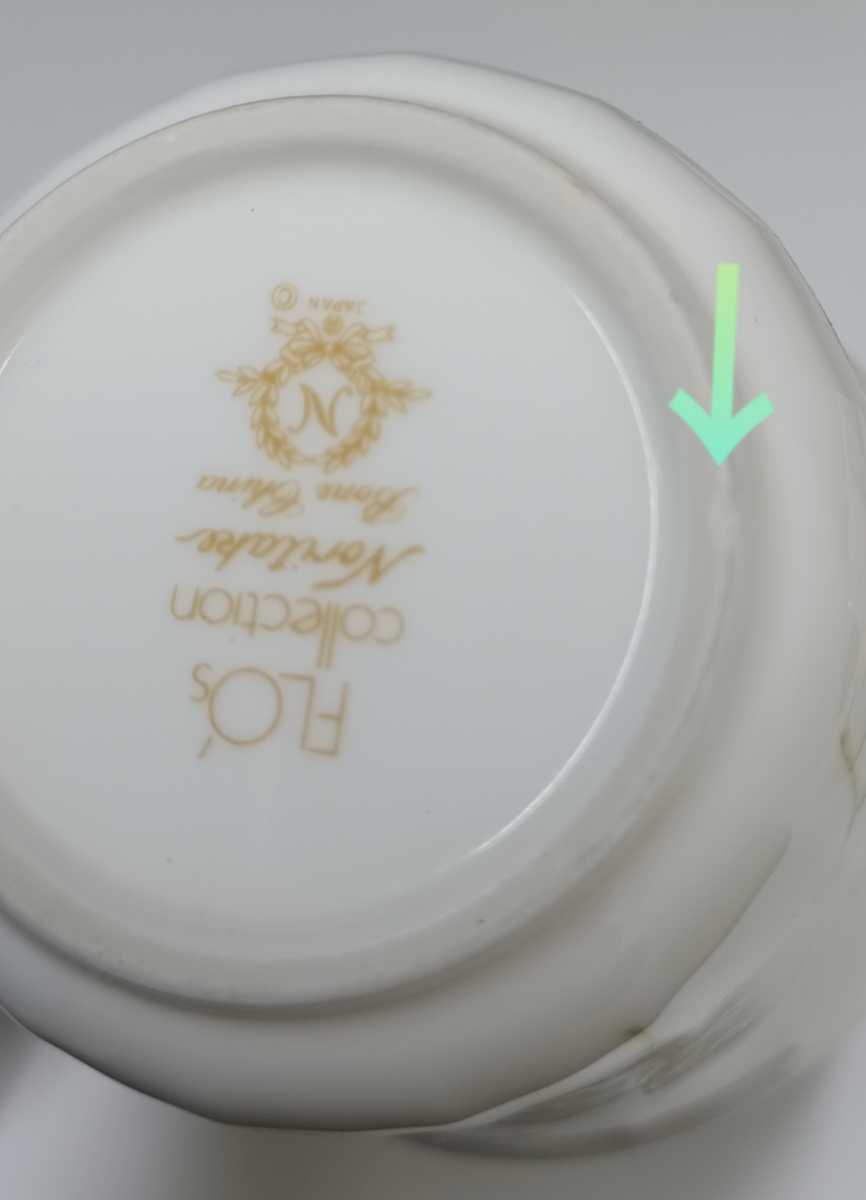 FLO's
collection
Noritake
Bone China
N
JAPAN ©